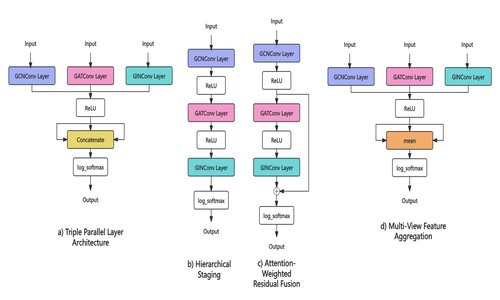 Input
Input
Input
GCNConv Layer
GATConv Layer
GINConv Layer
ReLU
Concatenate
log_softmax
Output
a) Triple Parallel Layer
Architecture
Input
GCNConv Layer
ReLU
GATConv Layer
ReLU
GINConv Layer
log_softmax
Output
b) Hierarchical
Staging
Input
GCNConv Layer
ReLU
GATConv Layer
ReLU
GINConv Layer
log_softmax
Output
c) Attention-
Weighted
Residual Fusion
Input
Input
Input
GCNConv Layer
GATConv Layer
GINConv Layer
ReLU
mean
log_softmax
Output
d) Multi-View Feature
Aggregation